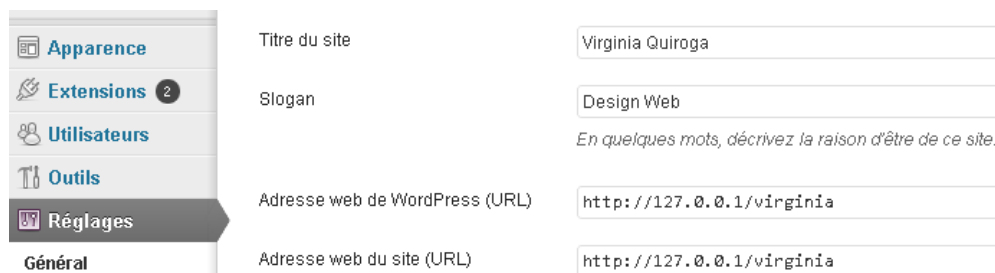 Apparence
Extensions 2
Utilisateurs
Outils
Réglages
Général
Titre du site
Virginia Quiroga
Slogan
Design Web
En quelques mots, décrivez la raison d'être de ce site.
Adresse web de WordPress (URL)
http://127.0.0.1/virginia
Adresse web du site (URL)
http://127.0.0.1/virginia